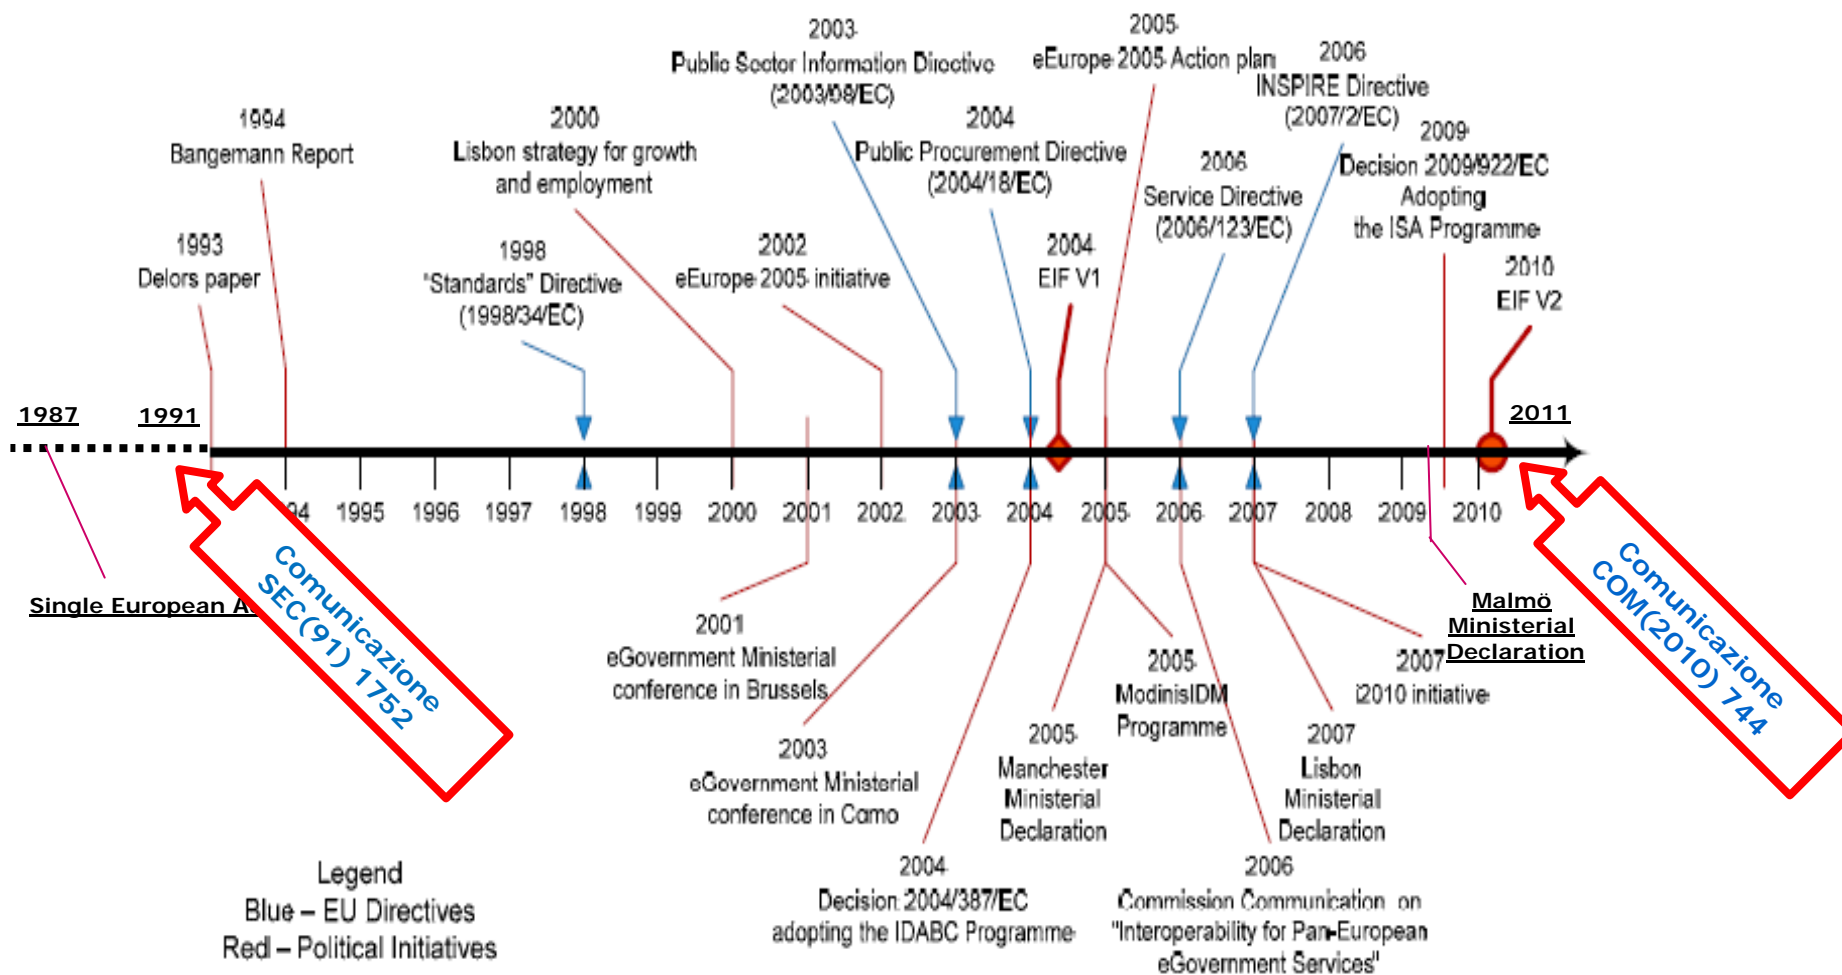 2003
Public Sector Information Directive
(2003/98/EC)
2005
eEurope 2005 Action plan
2006
INSPIRE Directive
(2007/2/EC)
1994
Bangemann Report
2000
Lisbon strategy for growth
and employment
2004
Public Procurement Directive
(2004/18/EC)
2006
Service Directive
(2006/123/EC)
2009
Decision 2009/922/EC
Adopting
the ISA Programme
1993
Delors paper
1998
"Standards" Directive
(1998/34/EC)
2002
eEurope 2005 initiative
2004
EIF V1
2010
EIF V2
1987
1991
2011
94 1995 1996 1997 1998 1999 2000 2001 2002 2003 2004 2005 2006 2007 2008 2009 2010
Single European
Comunicazione
SEC(91) 1752
Malmö
Ministerial
Declaration
Comunicazione
COM(2010) 744
2001
eGovernment Ministerial
conference in Brussels
2003
eGovernment Ministerial
conference in Como
2004
Decision 2004/387/EC
adopting the IDABC Programme
2005
Manchester
Ministerial
Declaration
2005
ModinisIDM
Programme
2006
Commission Communication on
"Interoperability for Pan-European
eGovernment Services"
2007
Lisbon
Ministerial
Declaration
2007
i2010 initiative
Legend
Blue – EU Directives
Red – Political Initiatives